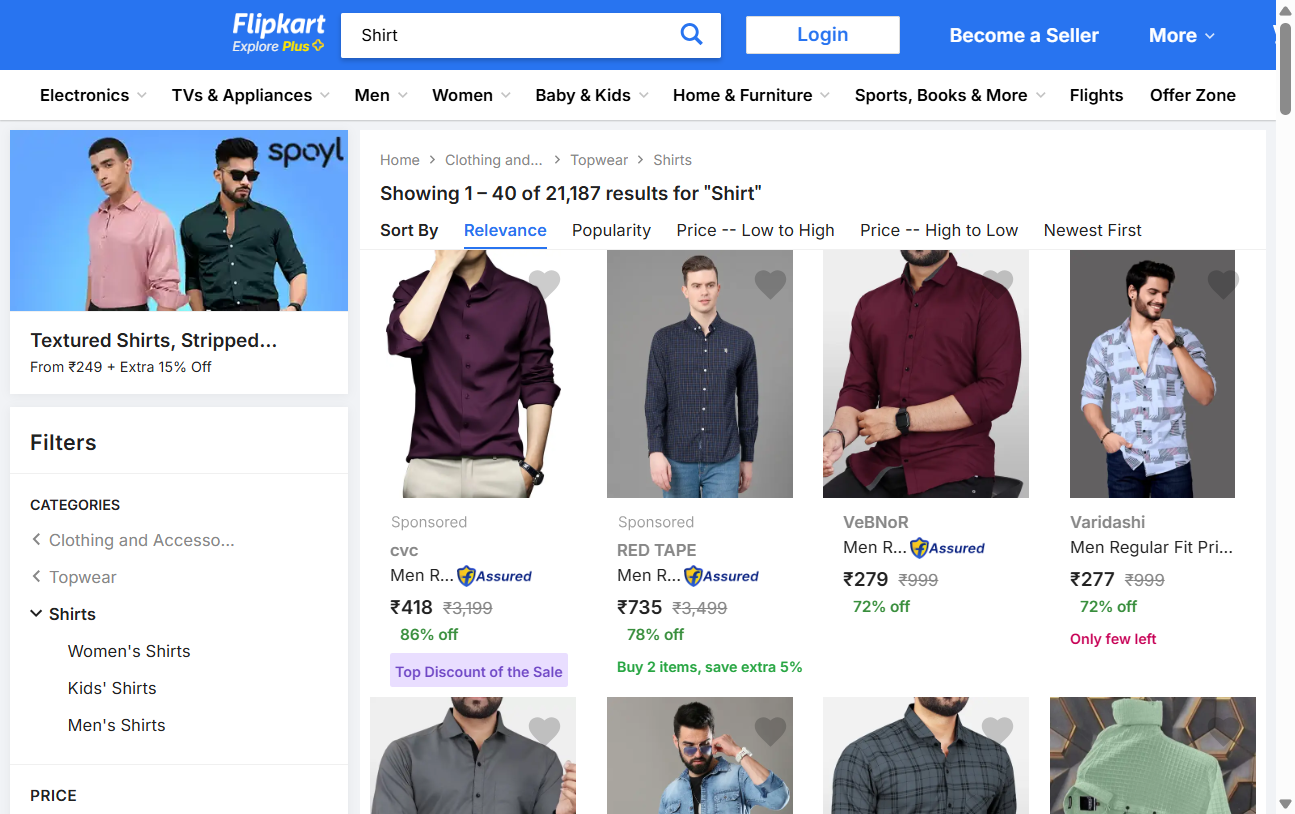 Flipkart
Explore Plus
Shirt
Login
Become a Seller
More
Electronics
TVs & Appliances
Men
Women
Baby & Kids
Home & Furniture
Sports, Books & More
Flights
Offer Zone
spoyl
Textured Shirts, Stripped...
From ₹249 + Extra 15% Off
Filters
CATEGORIES
Clothing and Accesso...
Topwear
Shirts
Women's Shirts
Kids' Shirts
Men's Shirts
PRICE
Home
Clothing and...
Topwear
Shirts
Showing 1 – 40 of 21,187 results for "Shirt"
Sort By
Relevance
Popularity
Price -- Low to High
Price -- High to Low
Newest First
Sponsored
cvc
Men R...
Assured
₹418 ₹3,199
86% off
Top Discount of the Sale
Sponsored
RED TAPE
Men R...
Assured
₹735 ₹3,499
78% off
Buy 2 items, save extra 5%
VeBNoR
Men R...
Assured
₹279 ₹999
72% off
Varidashi
Men Regular Fit Pri...
₹277 ₹999
72% off
Only few left